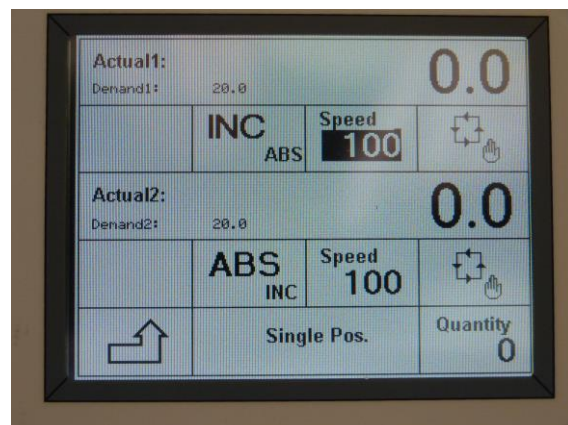 Actual1: 0.0
Demand1: 20.0
INC ABS Speed 100
Actual2: 0.0
Demand2: 20.0
ABS INC Speed 100
Single Pos. Quantity 0